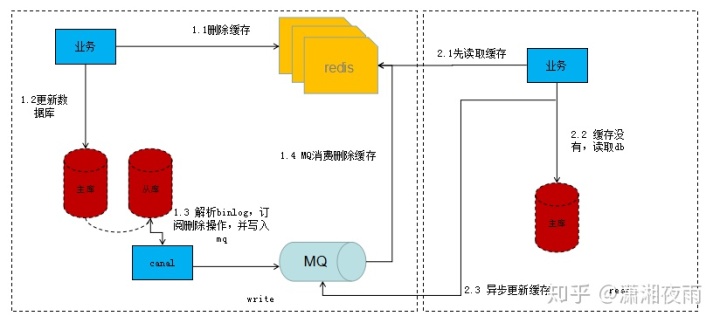 业务
1.1删除缓存
redis
2.1先读取缓存
业务
1.2更新数
据库
2.2 缓存没
有，读取db
1.4 MQ消费删除缓存
主库
从库
1.3 解析binlog，订
阅删除操作，并写入
mq
主库
canal
MQ
2.3 异步更新缓存
write
知乎 @潇湘夜雨